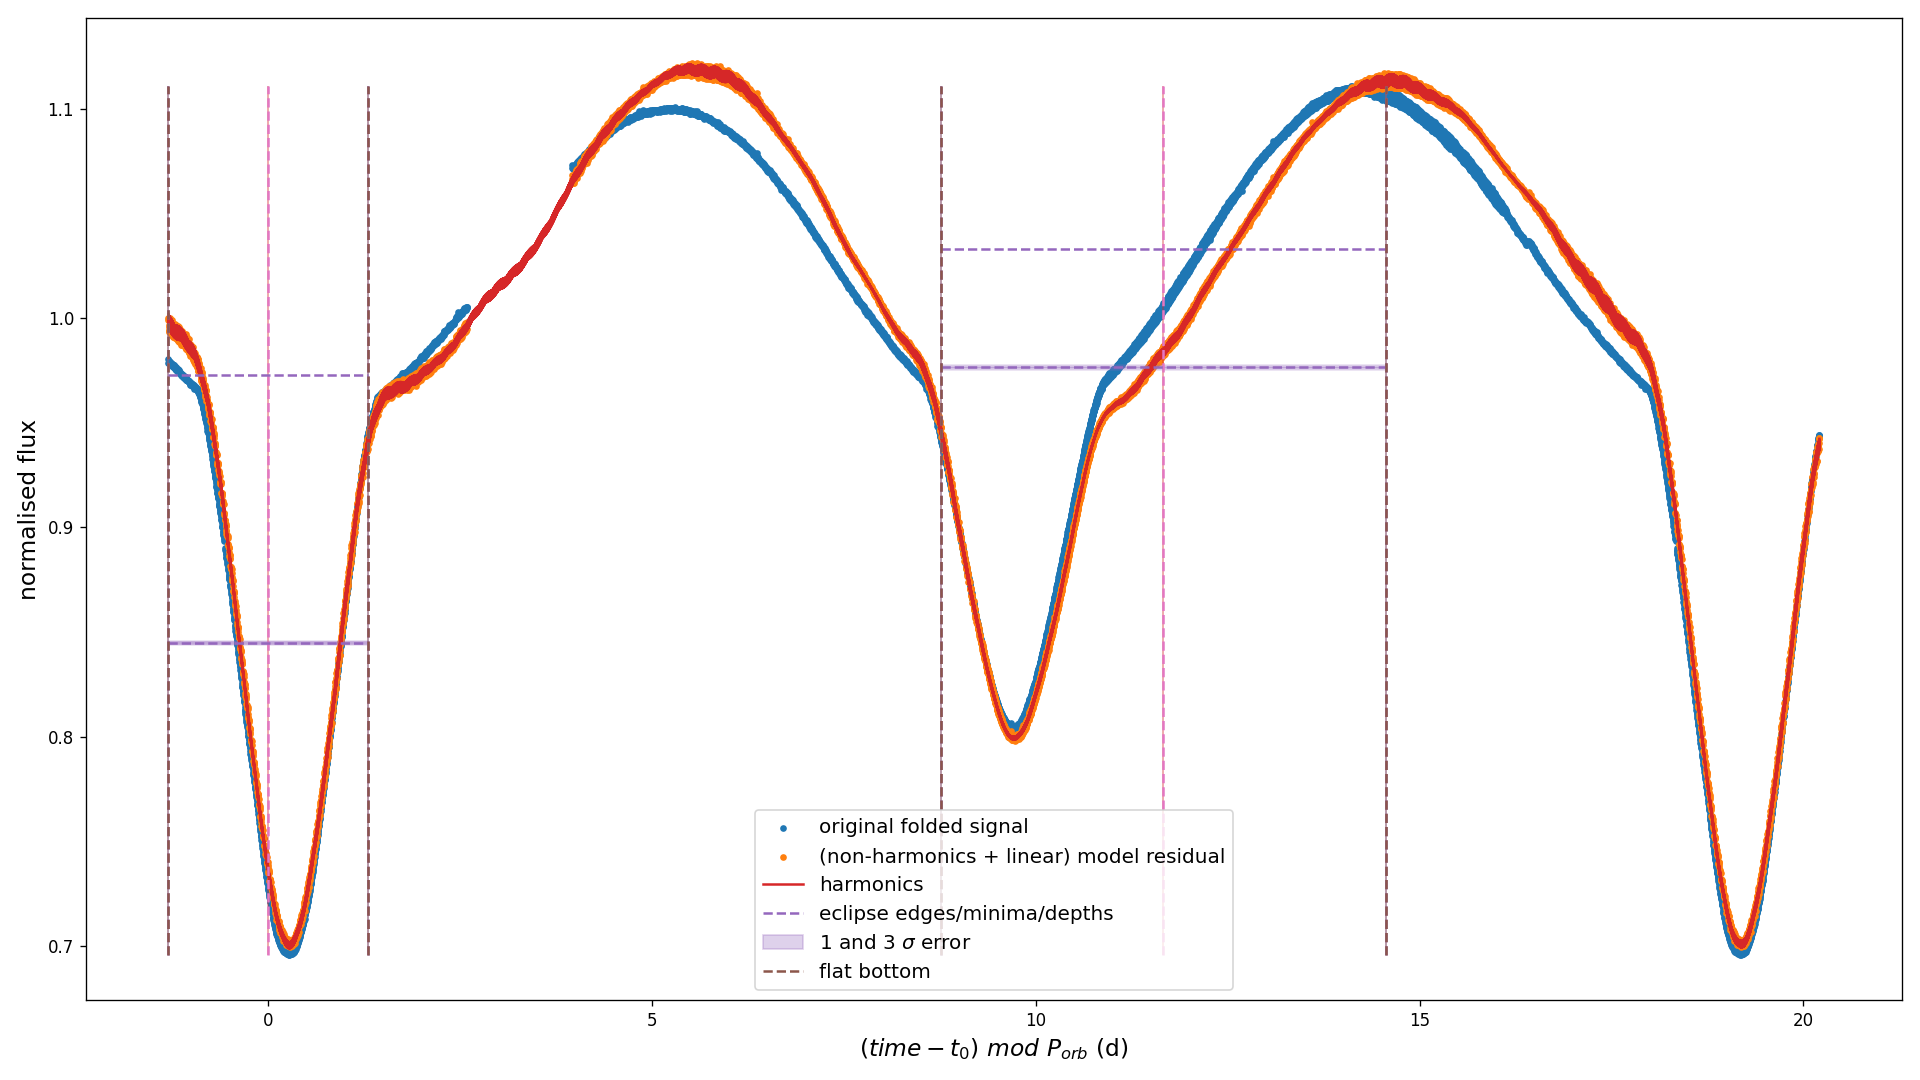 normalised flux
1.1
1.0
0.9
0.8
0.7
original folded signal
(non-harmonics + linear) model residual
harmonics
eclipse edges/minima/depths
1 and 3 σ error
flat bottom
0 5 10 15 20
(time − t₀) mod Pₒᵣb (d)